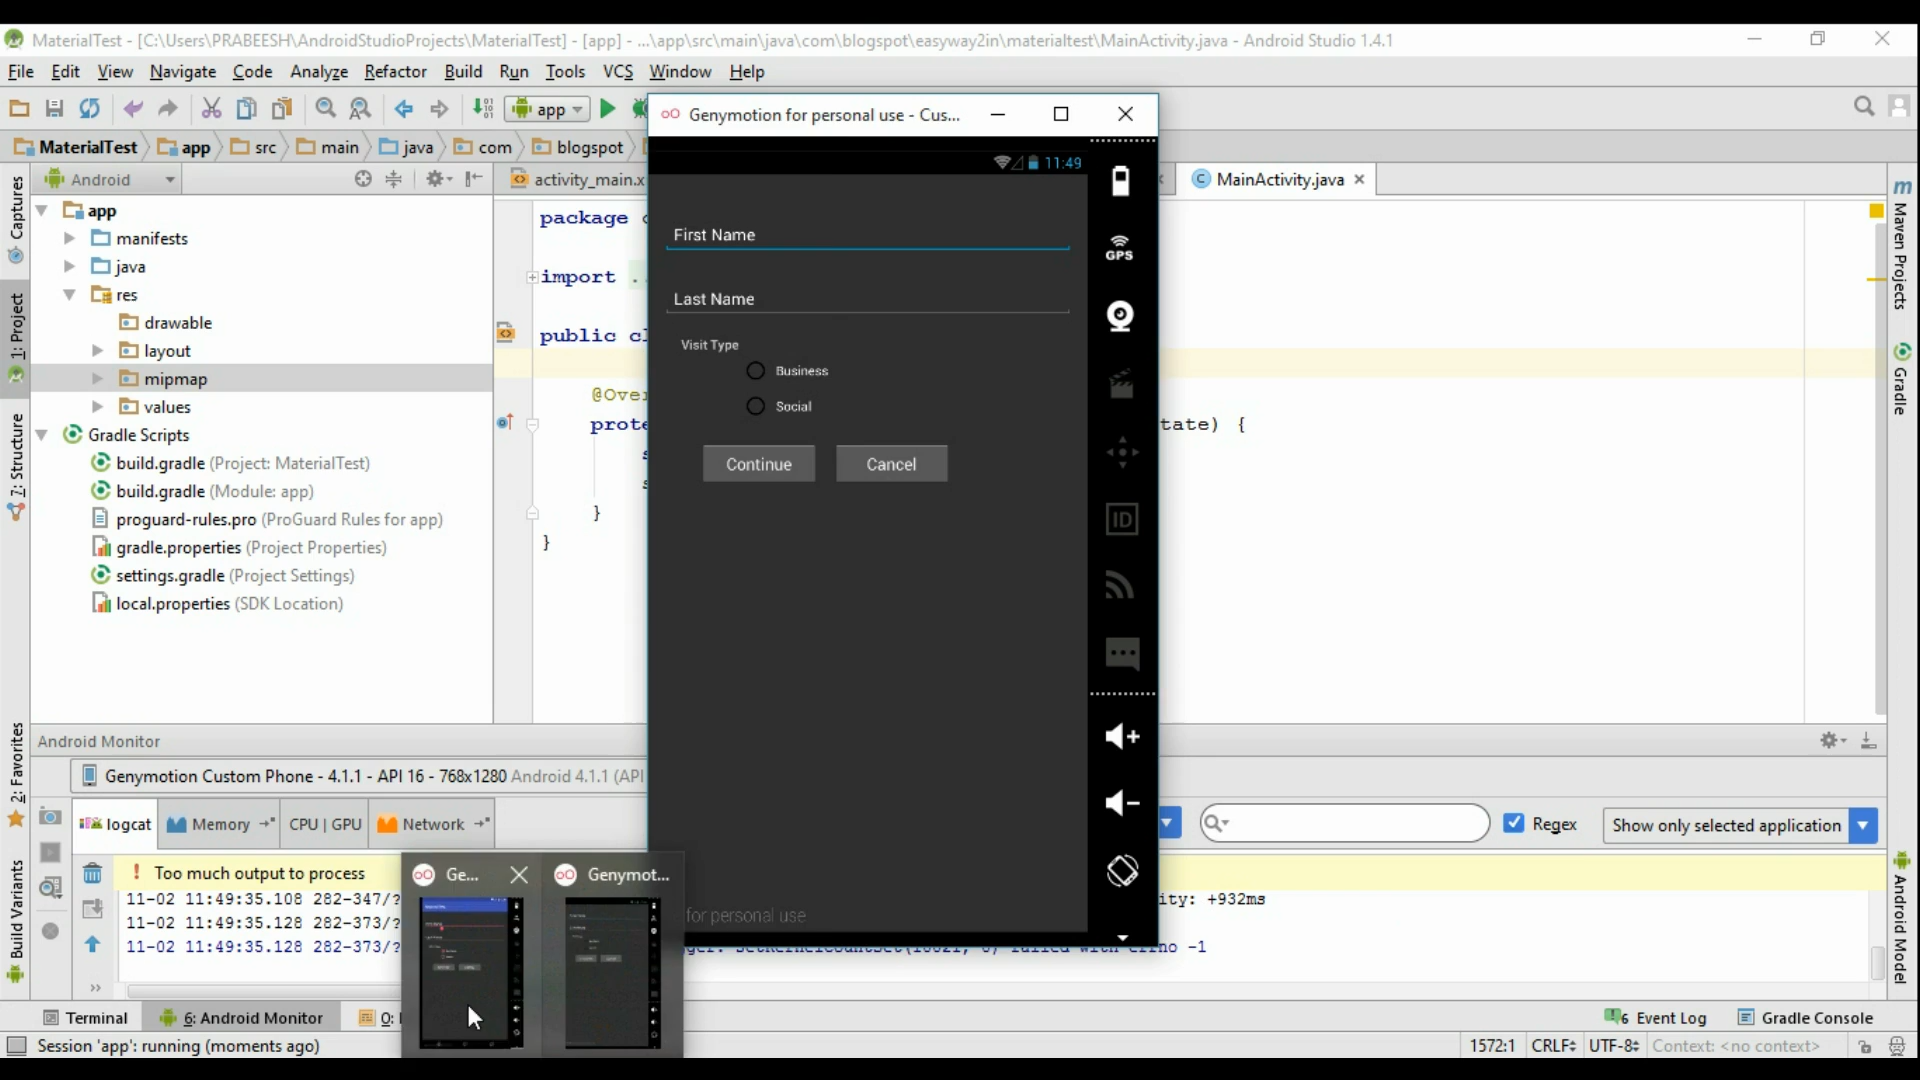 MaterialTest - [C:\Users\PRABEESH\AndroidStudioProjects\MaterialTest] - [app] - ...\app\src\main\java\com\blogspot\easyway2in\materialtest\MainActivity.java - Android Studio 1.4.1
File Edit View Navigate Code Analyze Refactor Build Run Tools VCS Window Help
app
Genymotion for personal use - Cus...
MaterialTest app src main java com blogspot
11:49
Android
activity_main.x
MainActivity.java
Captures
1: Project
7: Structure
2: Favorites
Build Variants
app
manifests
java
res
drawable
layout
mipmap
values
Gradle Scripts
build.gradle (Project: MaterialTest)
build.gradle (Module: app)
proguard-rules.pro (ProGuard Rules for app)
gradle.properties (Project Properties)
settings.gradle (Project Settings)
local.properties (SDK Location)
package
import ..
public cl
@Over
prote
tate) {
s
s
}
}
First Name
Last Name
Visit Type
Business
Social
Continue Cancel
for personal use
GPS
ID
m Maven Projects
Gradle
Android Model
Android Monitor
Genymotion Custom Phone - 4.1.1 - API 16 - 768x1280 Android 4.1.1 (API
logcat Memory CPU | GPU Network
Regex
Show only selected application
! Too much output to process
11-02 11:49:35.108 282-347/?
ity: +932ms
11-02 11:49:35.128 282-373/?
11-02 11:49:35.128 282-373/?
Ge...
Genymot...
Terminal 6: Android Monitor 0:
6 Event Log Gradle Console
Session 'app': running (moments ago)
1572:1 CRLF UTF-8 Context: <no context>